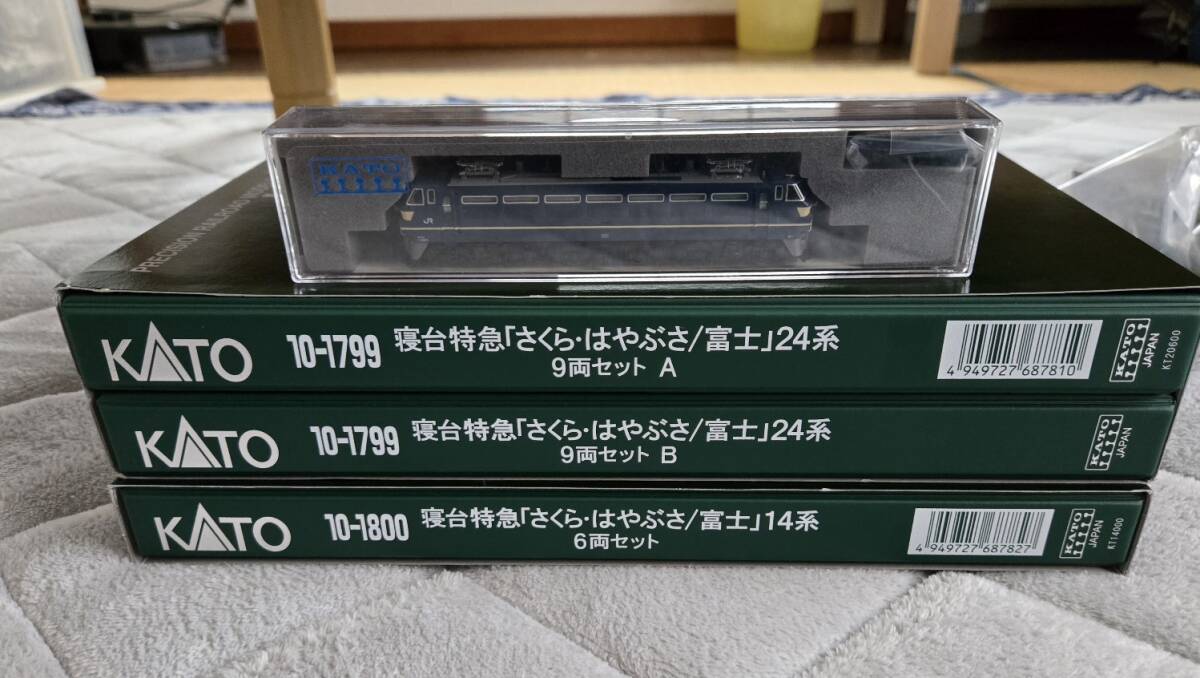 KATO
JR
PRECISION RAILROAD
KATO 10-1799 寝台特急「さくら・はやぶさ/富士」24系
9両セット A
4 949727 687810
KATO
JAPAN
KT20600
KATO 10-1799 寝台特急「さくら・はやぶさ/富士」24系
9両セット B
KATO
JAPAN
KATO 10-1800 寝台特急「さくら・はやぶさ/富士」14系
6両セット
4 949727 687827
KATO
JAPAN
KT14000